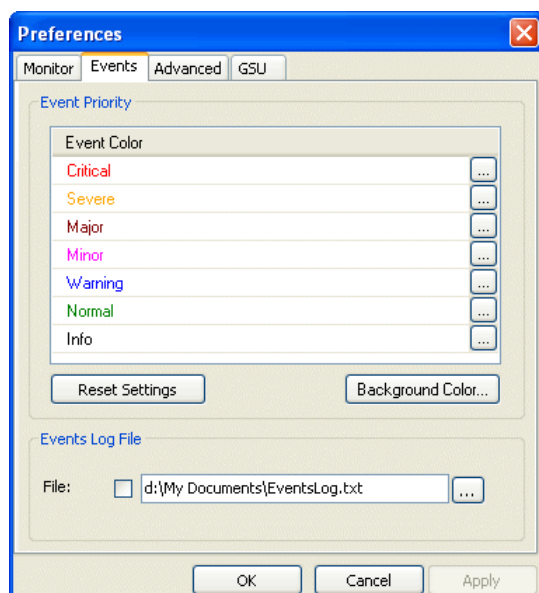 Preferences
Monitor Events Advanced GSU
Event Priority
Event Color
Critical ...
Severe ...
Major ...
Minor ...
Warning ...
Normal ...
Info ...
Reset Settings Background Color...
Events Log File
File: d:\My Documents\EventsLog.txt ...
OK Cancel Apply